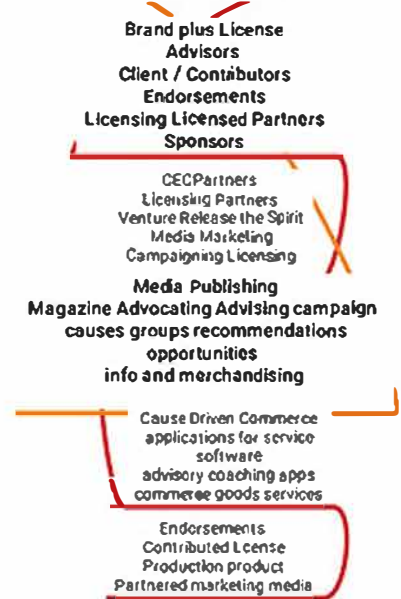 Brand plus License
Advisors
Client / Contributors
Endorsements
Licensing Licensed Partners
Sponsors
CECPartners
Licensing Partners
Venture Release the Spirit
Media Marketing
Campaigning Licensing
Media Publishing
Magazine Advocating Advising campaign
causes groups recommendations
opportunities
info and merchandising
Cause Driven Commerce
applications for service
software
advisory coaching apps
commerce goods services
Endorsements
Contributed License
Production product
Partnered marketing media